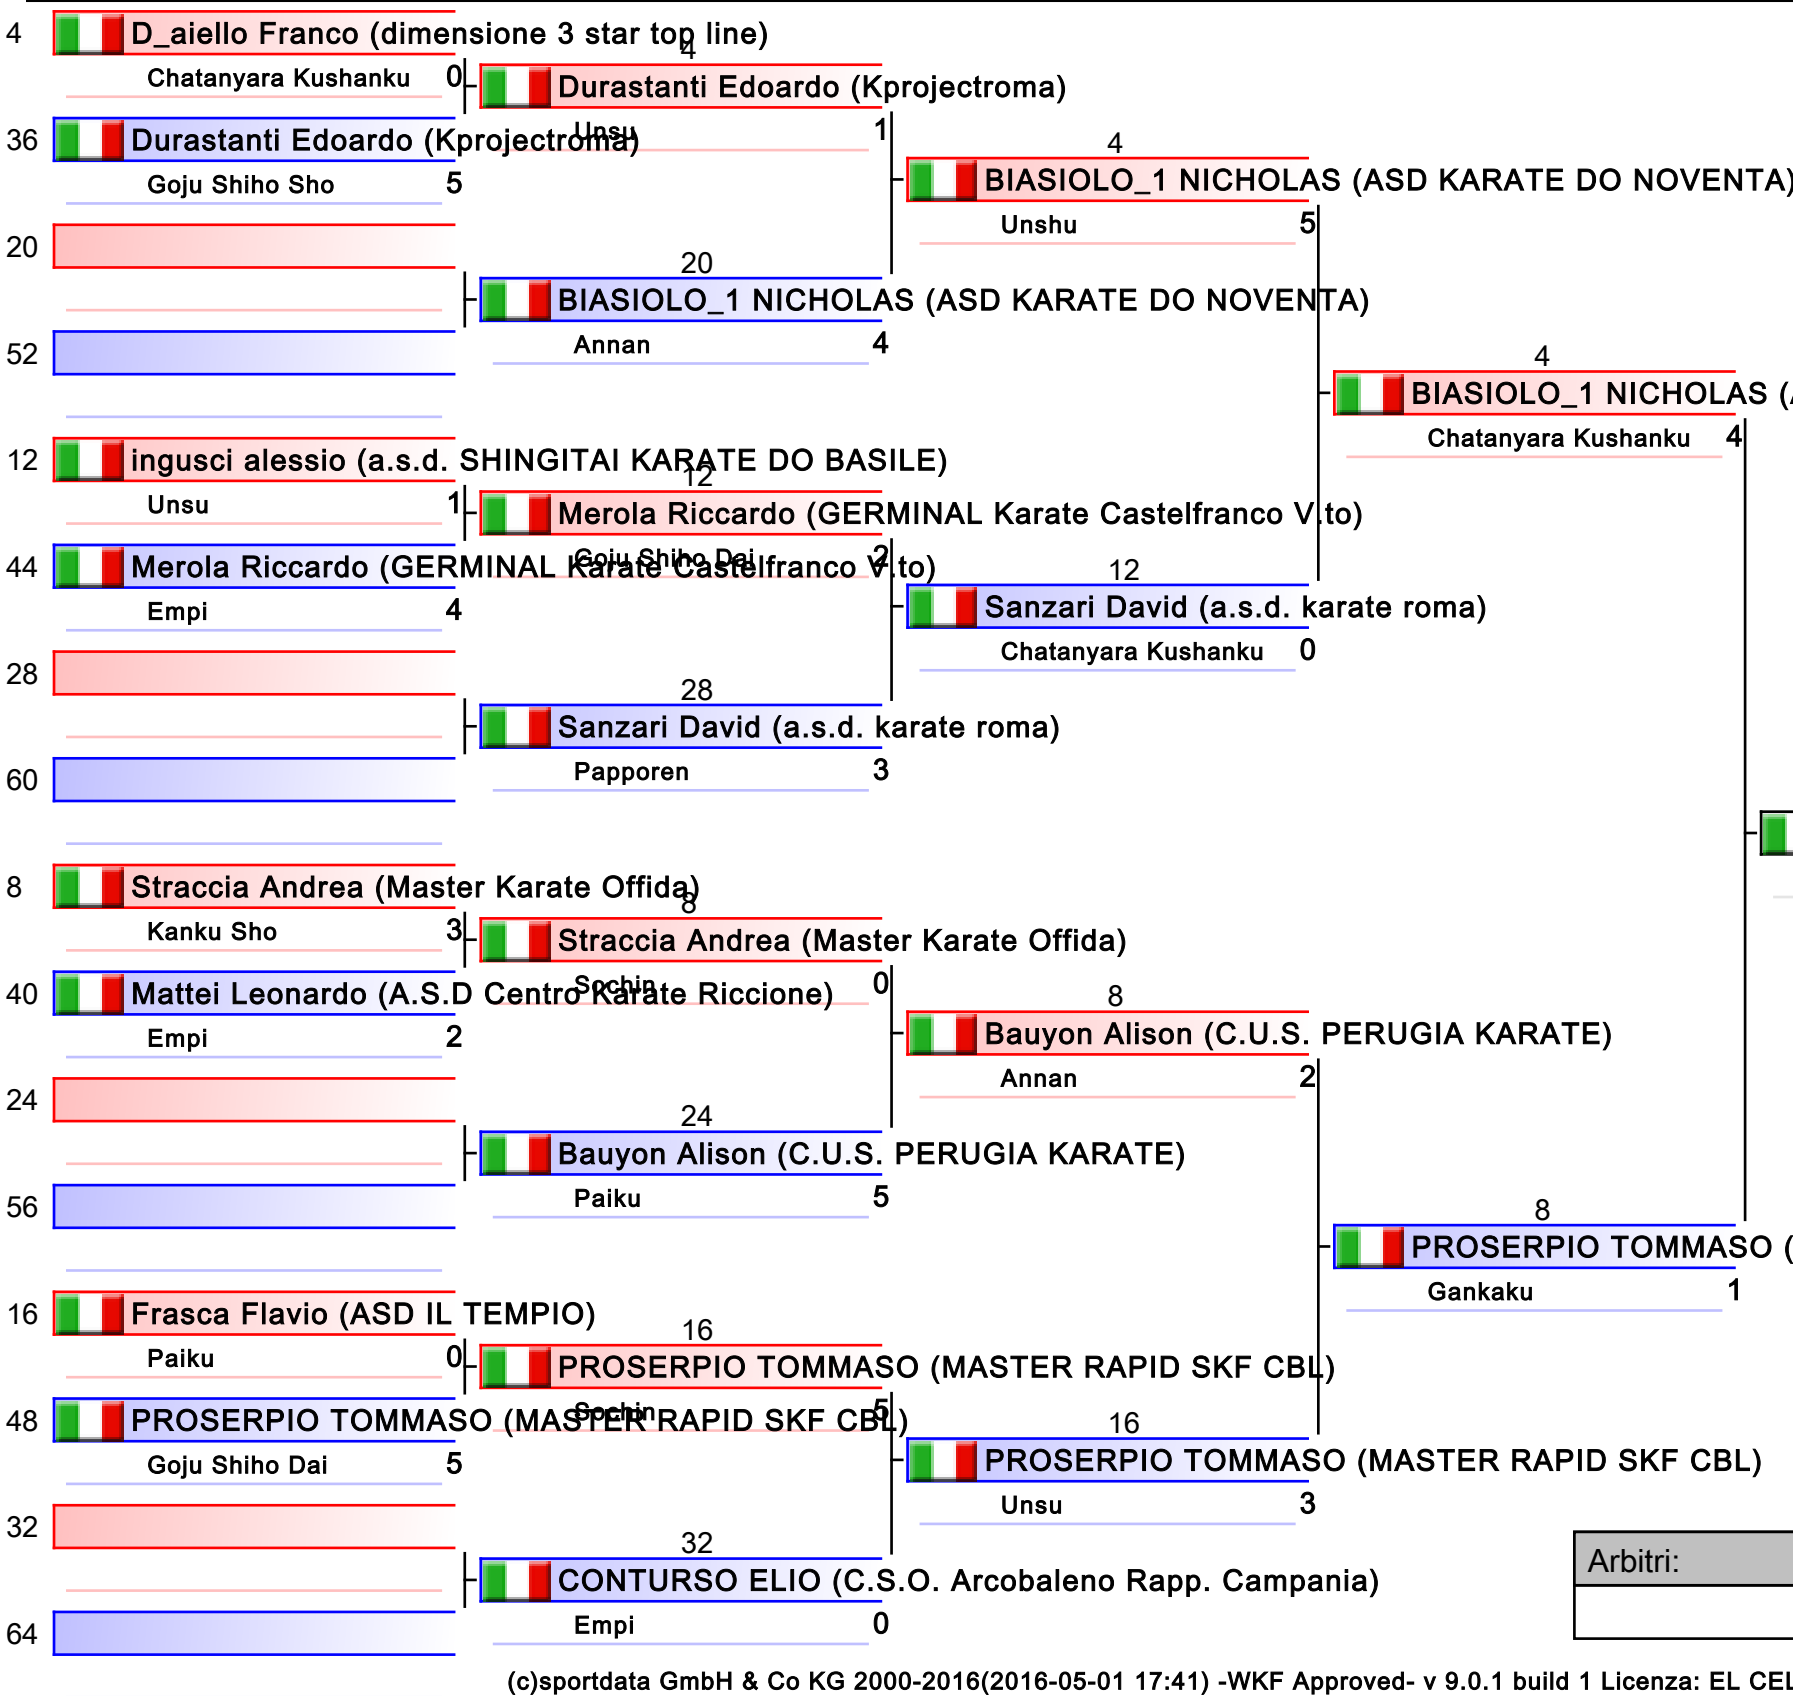 4 D_aiello Franco (dimensione 3 star top line)
Chatanyara Kushanku 0
36 Durastanti Edoardo (Kprojectroma)
Goju Shiho Sho 5
20
52
12 ingusci alessio (a.s.d. SHINGITAI KARATE DO BASILE)
Unsu 1
44 Merola Riccardo (GERMINAL Karate Castelfranco V.to)
Empi 4
28
60
8 Straccia Andrea (Master Karate Offida)
Kanku Sho 3
40 Mattei Leonardo (A.S.D Centro Karate Riccione)
Empi 2
24
56
16 Frasca Flavio (ASD IL TEMPIO)
Paiku 0
48 PROSERPIO TOMMASO (MASTER RAPID SKF CBL)
Goju Shiho Dai 5
32
64
4
Durastanti Edoardo (Kprojectroma)
Unsu 1
20
BIASIOLO_1 NICHOLAS (ASD KARATE DO NOVENTA)
Annan 4
12
Merola Riccardo (GERMINAL Karate Castelfranco V.to)
Goju Shiho Dai 2
28
Sanzari David (a.s.d. karate roma)
Papporen 3
8
Straccia Andrea (Master Karate Offida)
Sochin 0
24
Bauyon Alison (C.U.S. PERUGIA KARATE)
Paiku 5
16
PROSERPIO TOMMASO (MASTER RAPID SKF CBL)
Sochin 5
32
CONTURSO ELIO (C.S.O. Arcobaleno Rapp. Campania)
Empi 0
4
BIASIOLO_1 NICHOLAS (ASD KARATE DO NOVENTA)
Unshu 5
12
Sanzari David (a.s.d. karate roma)
Chatanyara Kushanku 0
8
Bauyon Alison (C.U.S. PERUGIA KARATE)
Annan 2
16
PROSERPIO TOMMASO (MASTER RAPID SKF CBL)
Unsu 3
4
BIASIOLO_1 NICHOLAS (
Chatanyara Kushanku 4
8
PROSERPIO TOMMASO (
Gankaku 1
Arbitri:
(c)sportdata GmbH & Co KG 2000-2016(2016-05-01 17:41) -WKF Approved- v 9.0.1 build 1 Licenza: EL CEL